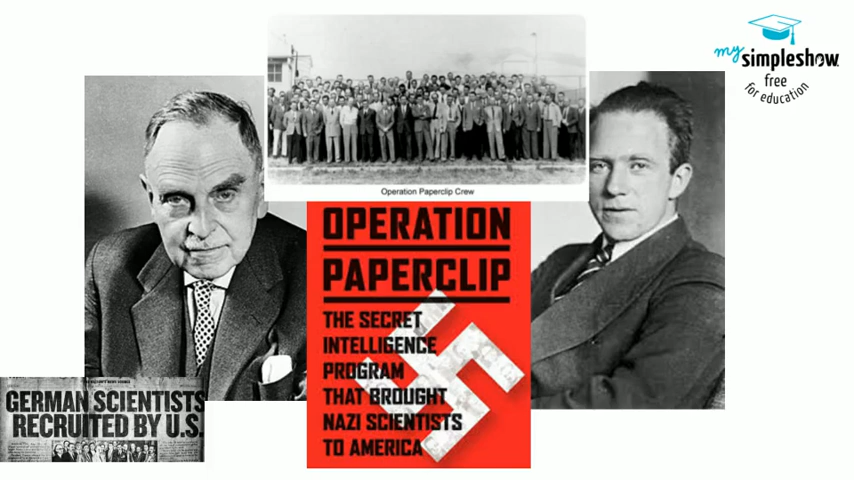 my
simpleshow
free
for education
Operation Paperclip Crew
OPERATION
PAPERCLIP
THE SECRET
INTELLIGENCE
PROGRAM
THAT BROUGHT
NAZI SCIENTISTS
TO AMERICA
GERMAN SCIENTISTS
RECRUITED BY U.S.